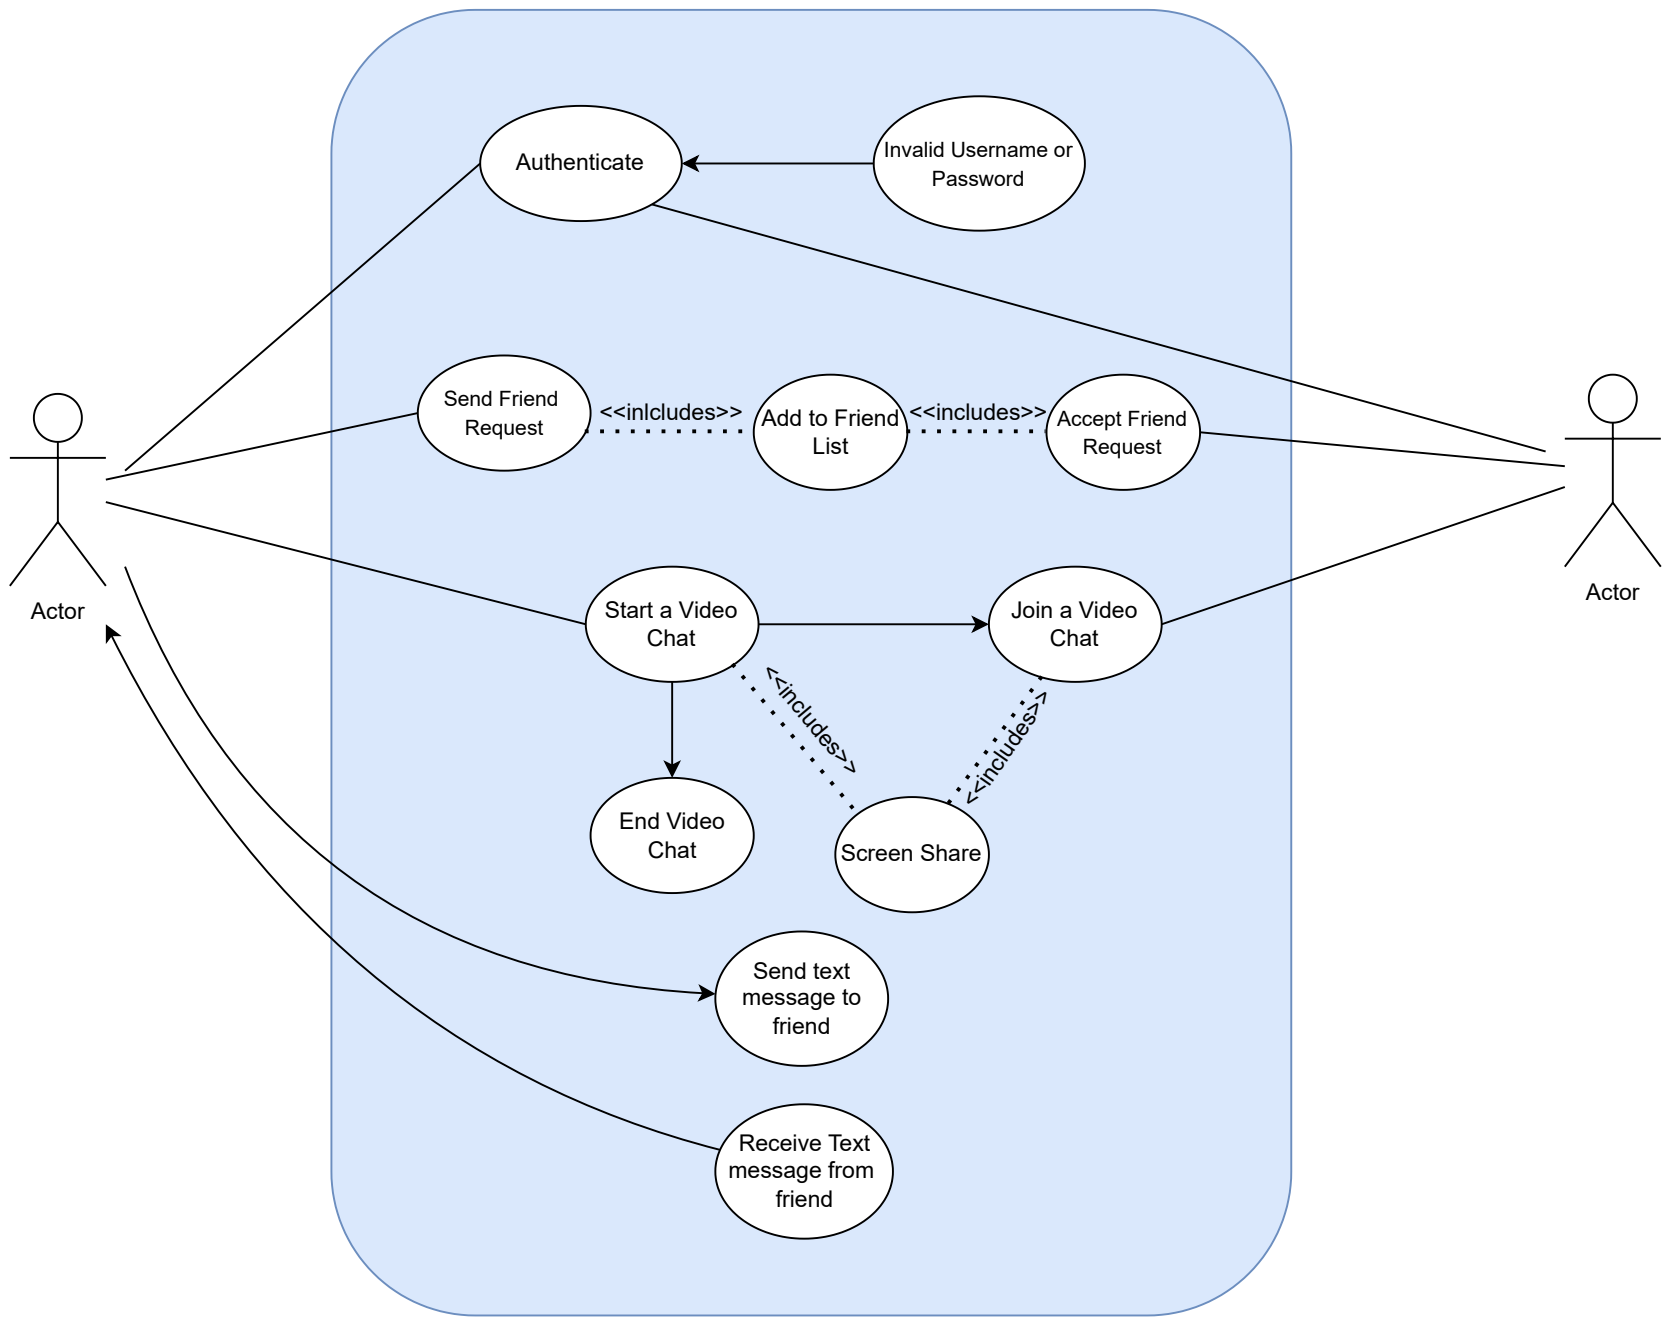 Authenticate
Invalid Username or
Password
Send Friend
Request
<<inlcludes>>
Add to Friend
List
<<includes>>
Accept Friend
Request
Actor
Actor
Start a Video
Chat
Join a Video
Chat
<<includes>>
<<includes>>
End Video
Chat
Screen Share
Send text
message to
friend
Receive Text
message from
friend